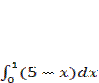 ∫₀¹(5 − x)dx